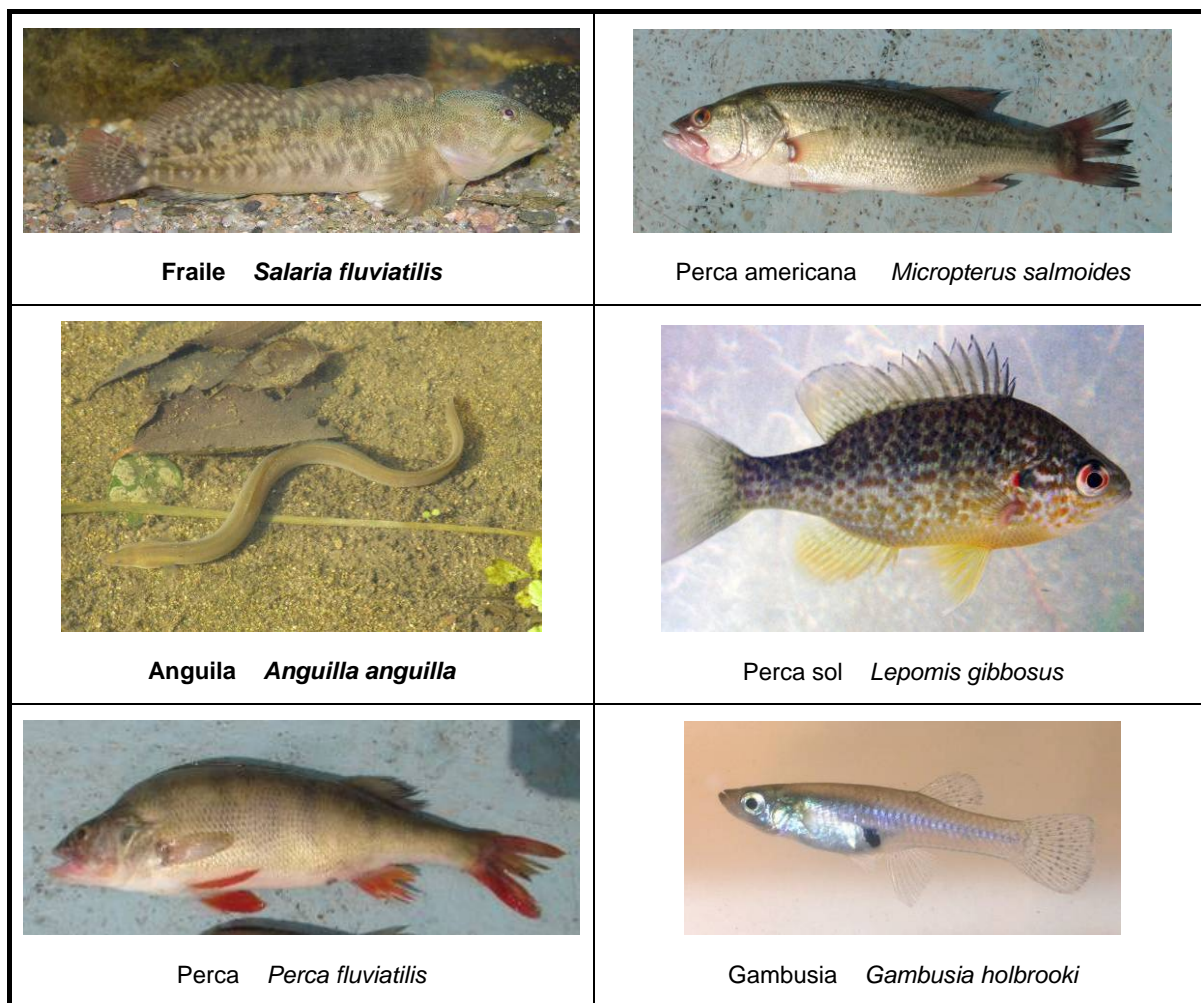 Fraile Salaria fluviatilis
Perca americana Micropterus salmoides
Anguila Anguilla anguilla
Perca sol Lepomis gibbosus
Perca Perca fluviatilis
Gambusia Gambusia holbrooki